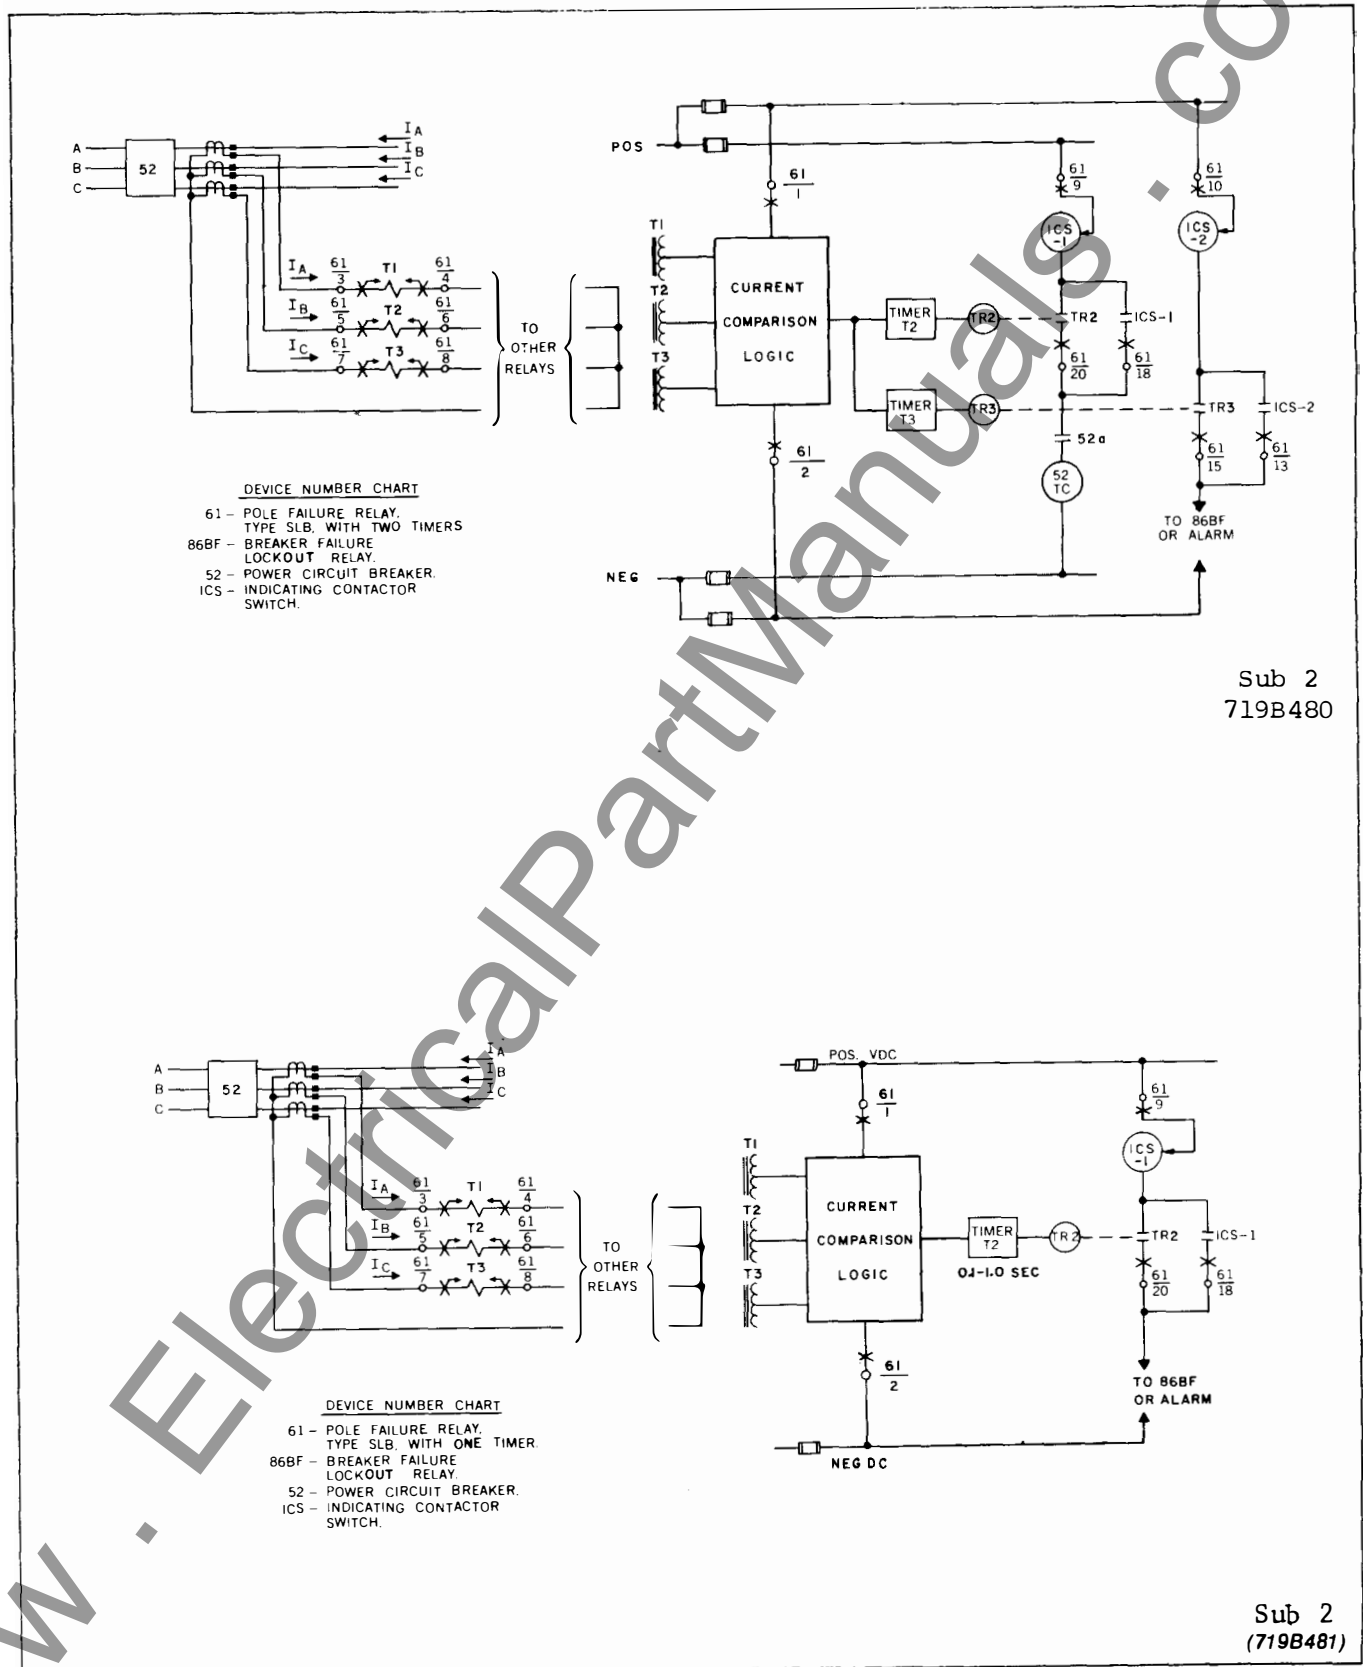 IA
IB
IC
A
B
C
52
POS
61
1
61
9
61
10
ICS
-1
ICS
-2
T1
T2
T3
CURRENT
COMPARISON
LOGIC
IA
61
3
T1
61
4
IB
61
5
T2
61
6
IC
61
7
T3
61
8
TO
OTHER
RELAYS
TIMER
T2
TR2
TR2
ICS-1
61
20
61
18
TIMER
T3
TR3
TR3
ICS-2
52a
61
15
61
13
52
TC
61
2
TO 86BF
OR ALARM
NEG
DEVICE NUMBER CHART
61 - POLE FAILURE RELAY,
TYPE SLB, WITH TWO TIMERS
86BF - BREAKER FAILURE
LOCKOUT RELAY.
52 - POWER CIRCUIT BREAKER.
ICS - INDICATING CONTACTOR
SWITCH.
Sub 2
719B480
IA
IB
IC
A
B
C
52
POS. VDC
61
1
61
9
ICS
-1
T1
T2
T3
CURRENT
COMPARISON
LOGIC
IA
61
3
T1
61
4
IB
61
5
T2
61
6
IC
61
7
T3
61
8
TO
OTHER
RELAYS
TIMER
T2
0.1-1.0 SEC
TR2
TR2
ICS-1
61
20
61
18
61
2
TO 86BF
OR ALARM
NEG DC
DEVICE NUMBER CHART
61 - POLE FAILURE RELAY,
TYPE SLB, WITH ONE TIMER.
86BF - BREAKER FAILURE
LOCKOUT RELAY.
52 - POWER CIRCUIT BREAKER.
ICS - INDICATING CONTACTOR
SWITCH.
Sub 2
(719B481)
w . ElectricalPartManuals . co